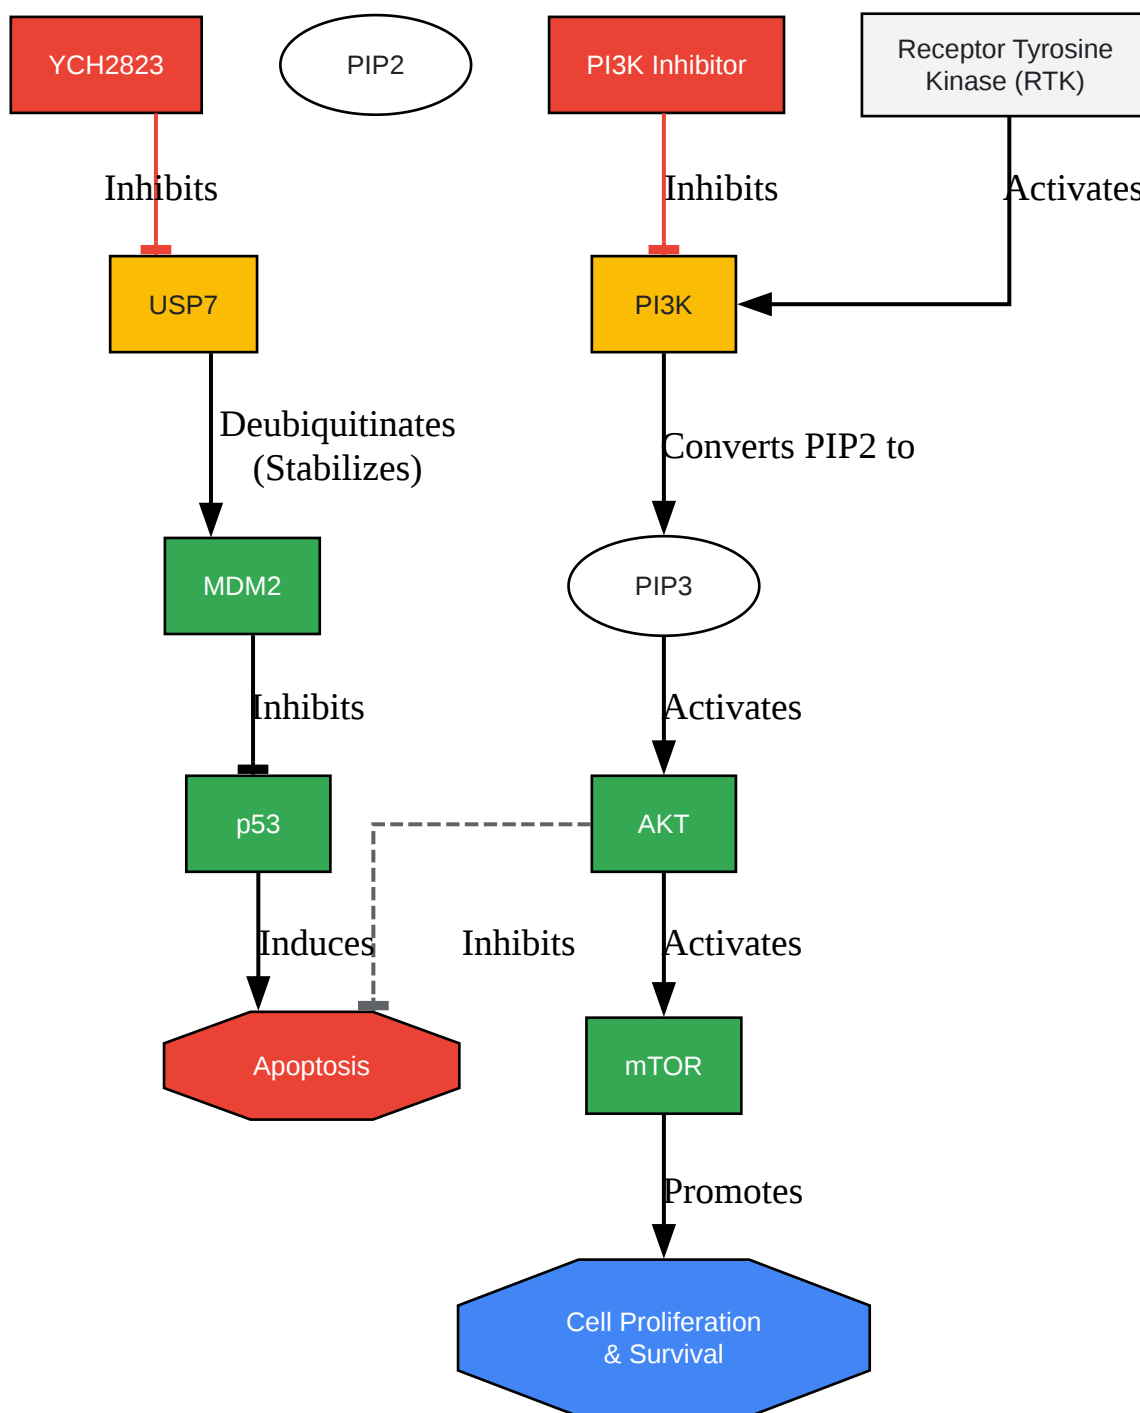 YCH2823
PIP2
PI3K Inhibitor
Receptor Tyrosine
Kinase (RTK)
Inhibits
Inhibits
Activates
USP7
PI3K
Deubiquitinates
(Stabilizes)
Converts PIP2 to
MDM2
PIP3
Inhibits
Activates
p53
AKT
Induces
Inhibits
Activates
Apoptosis
mTOR
Promotes
Cell Proliferation
& Survival